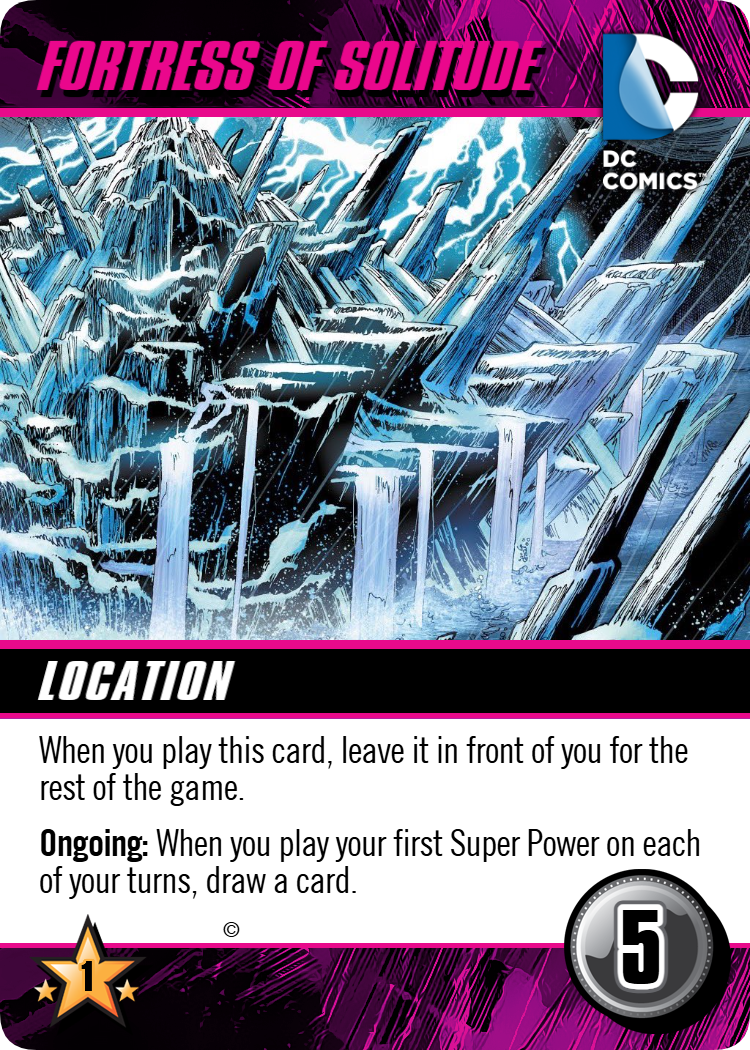 FORTRESS OF SOLITUDE
DC
COMICS™
LOCATION
When you play this card, leave it in front of you for the
rest of the game.
Ongoing: When you play your first Super Power on each
of your turns, draw a card.
©
1
5